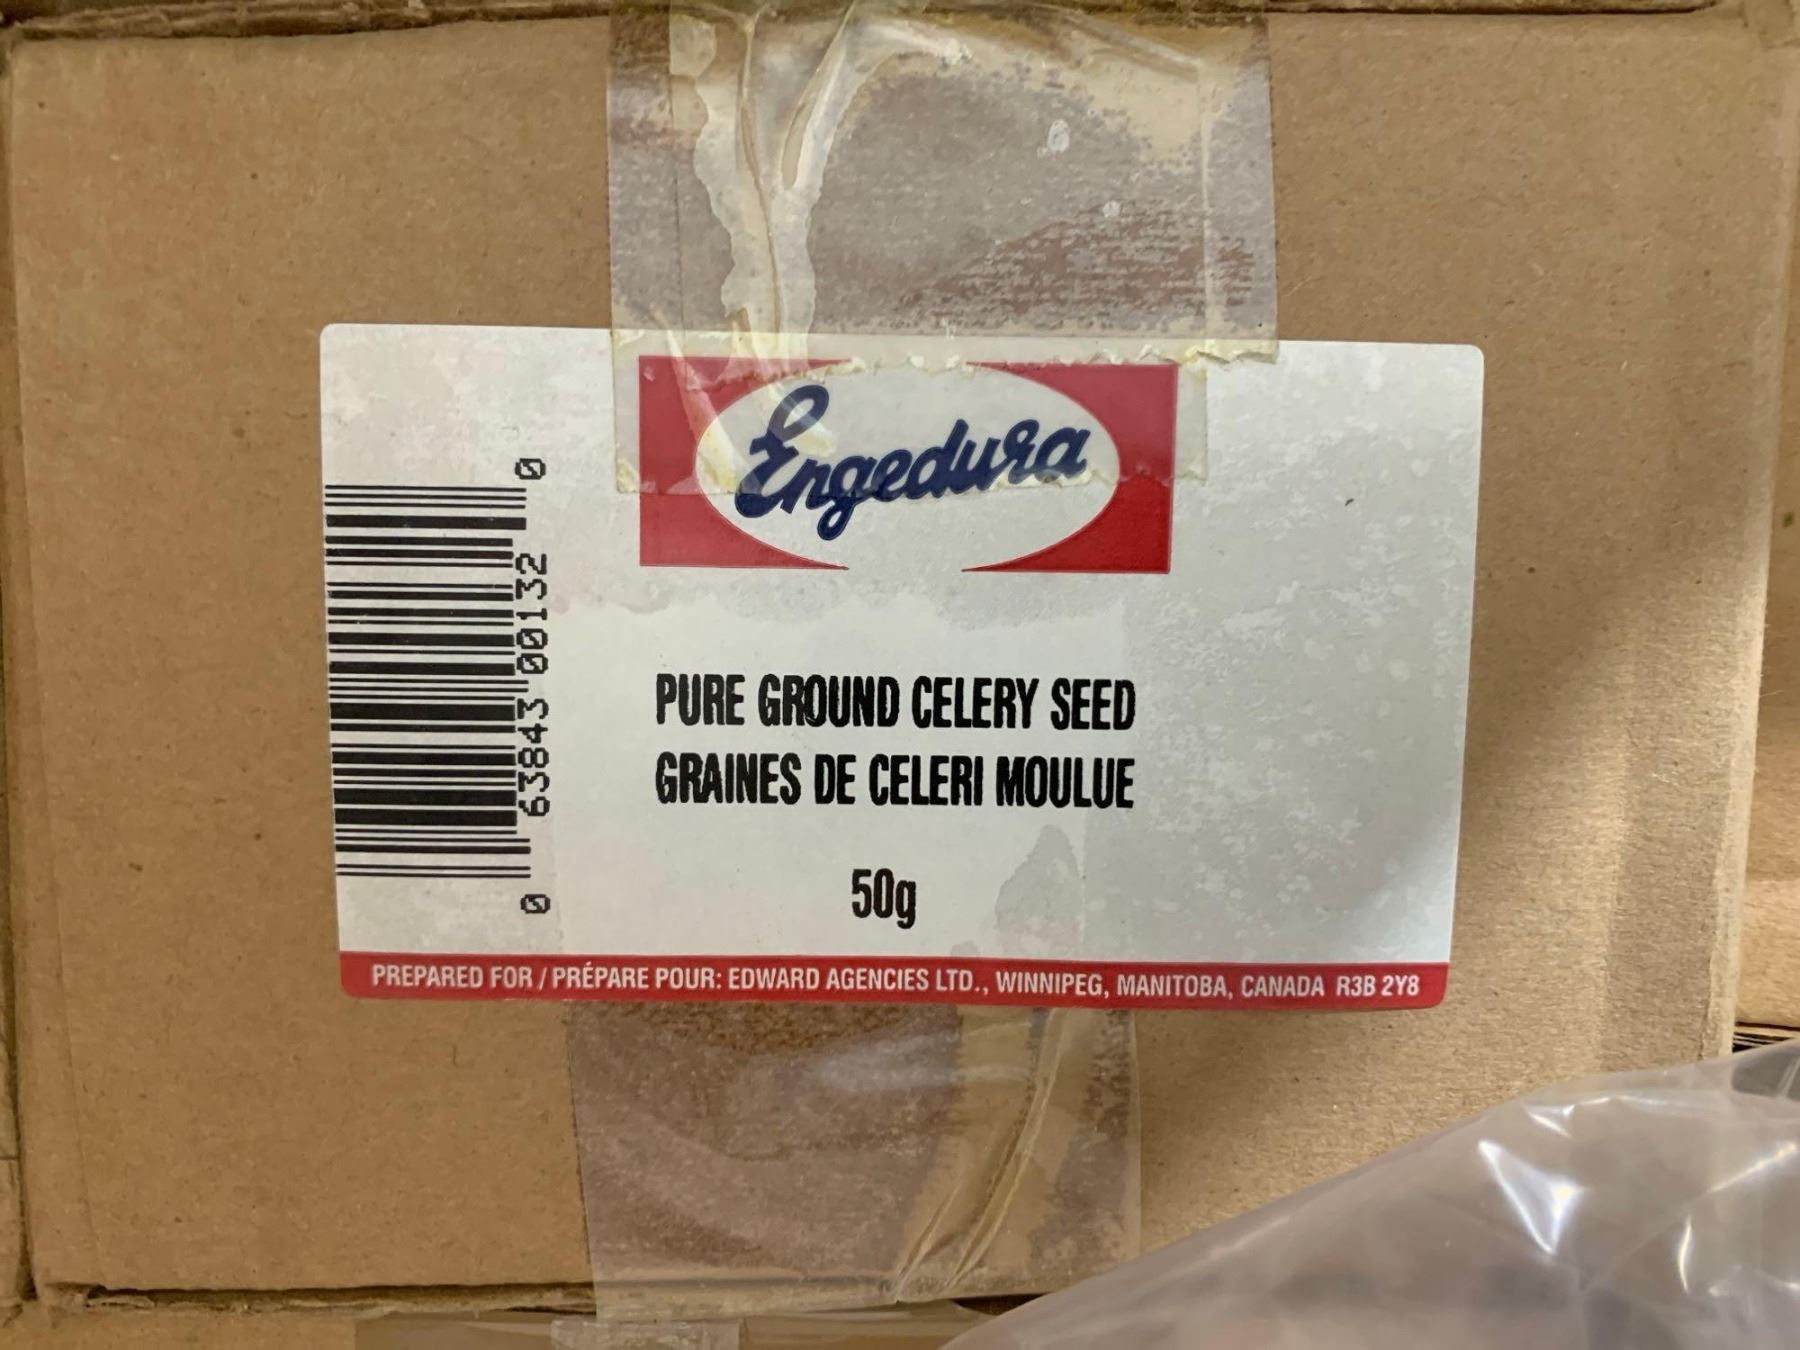 Engedura
PURE GROUND CELERY SEED
GRAINES DE CELERI MOULUE
50g
PREPARED FOR / PRÉPARE POUR: EDWARD AGENCIES LTD., WINNIPEG, MANITOBA, CANADA R3B 2Y8
0 63843 00132 0